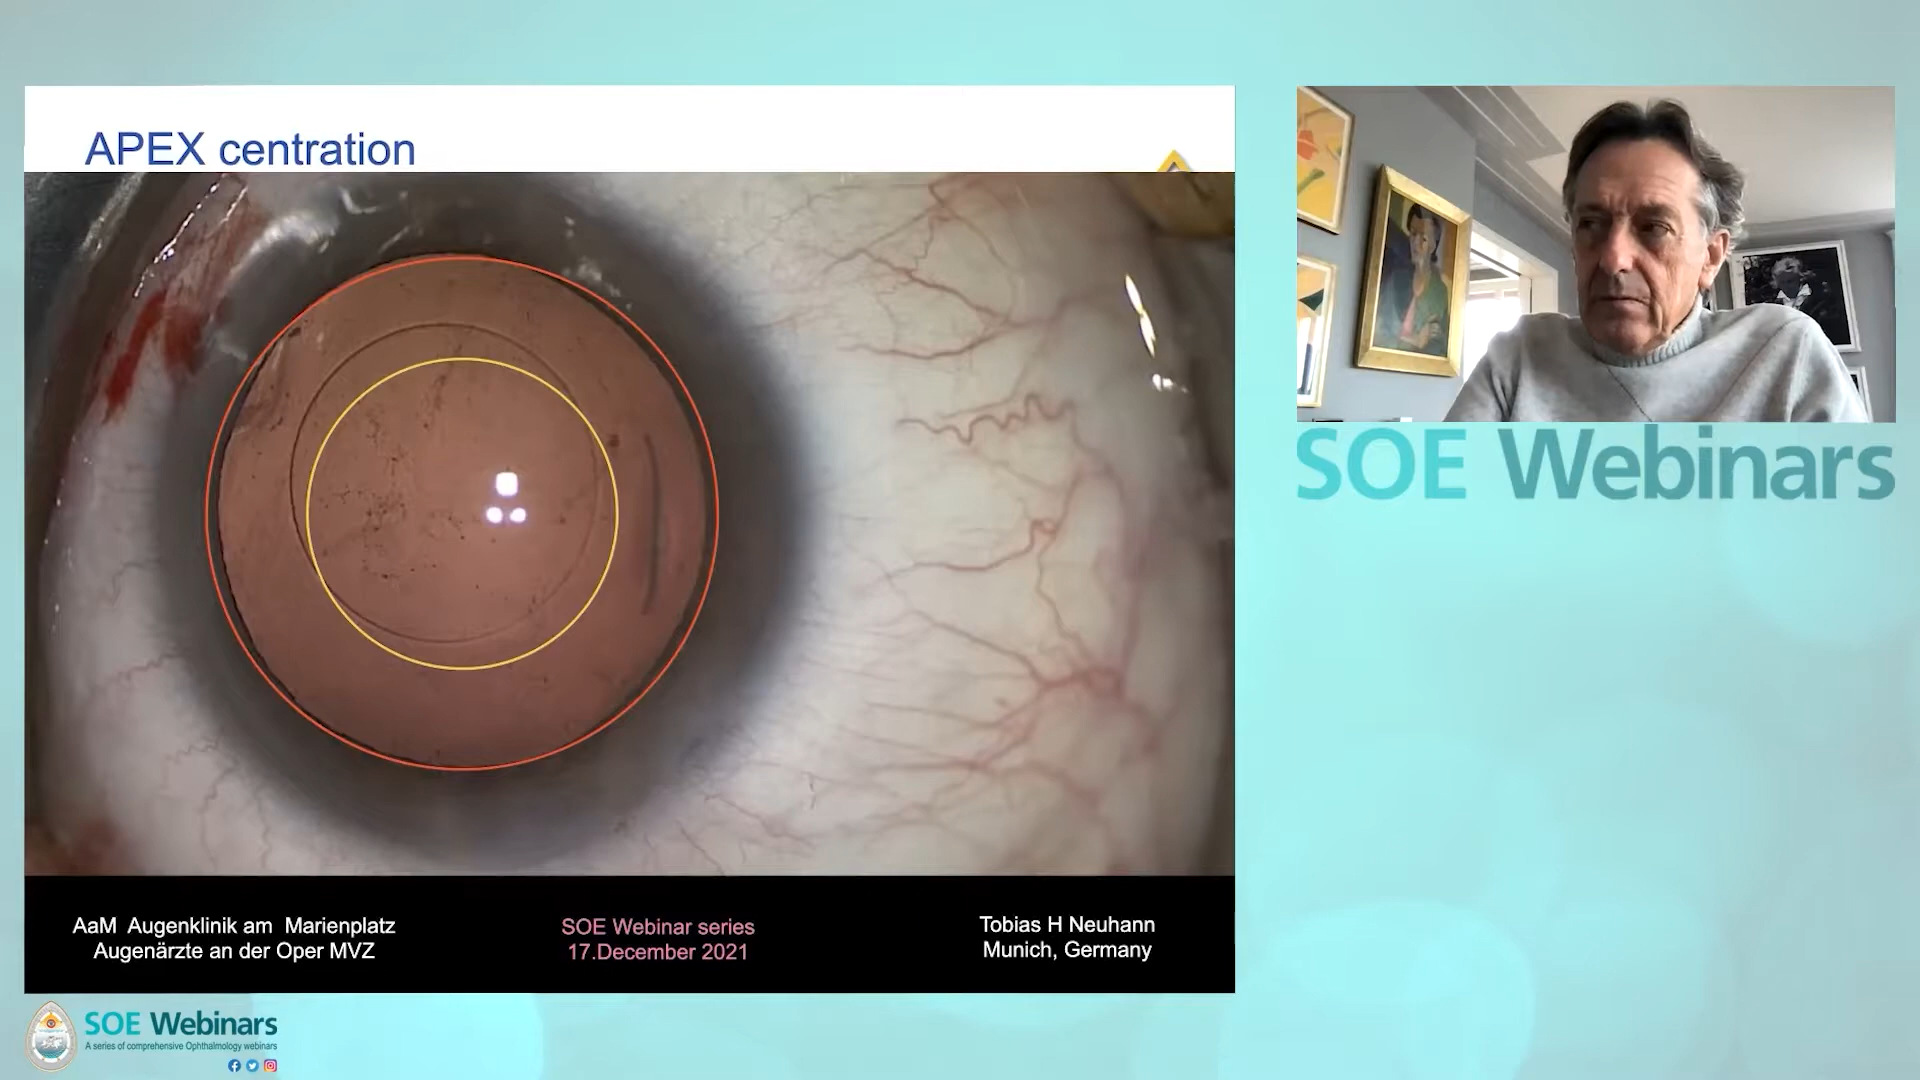 APEX centration
SOE Webinars
AaM Augenklinik am Marienplatz
Augenärzte an der Oper MVZ
SOE Webinar series
17.December 2021
Tobias H Neuhann
Munich, Germany
SOE Webinars
A series of comprehensive Ophthalmology webinars